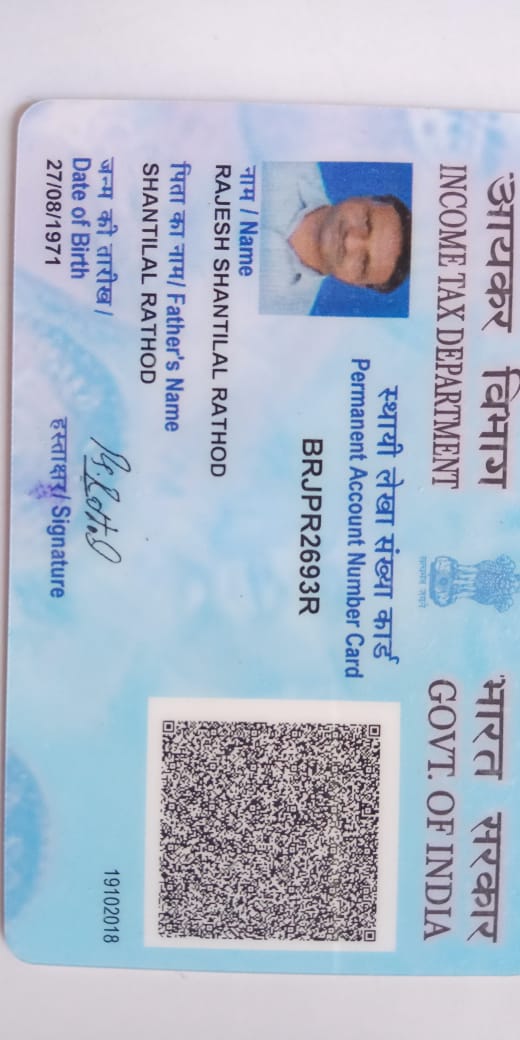 आयकर विभाग
INCOME TAX DEPARTMENT
भारत सरकार
GOVT. OF INDIA
सत्यमेव जयते
स्थायी लेखा संख्या कार्ड
Permanent Account Number Card
BRJPR2693R
नाम / Name
RAJESH SHANTILAL RATHOD
पिता का नाम/ Father's Name
SHANTILAL RATHOD
जन्म की तारीख /
Date of Birth
27/08/1971
हस्ताक्षर/ Signature
19102018